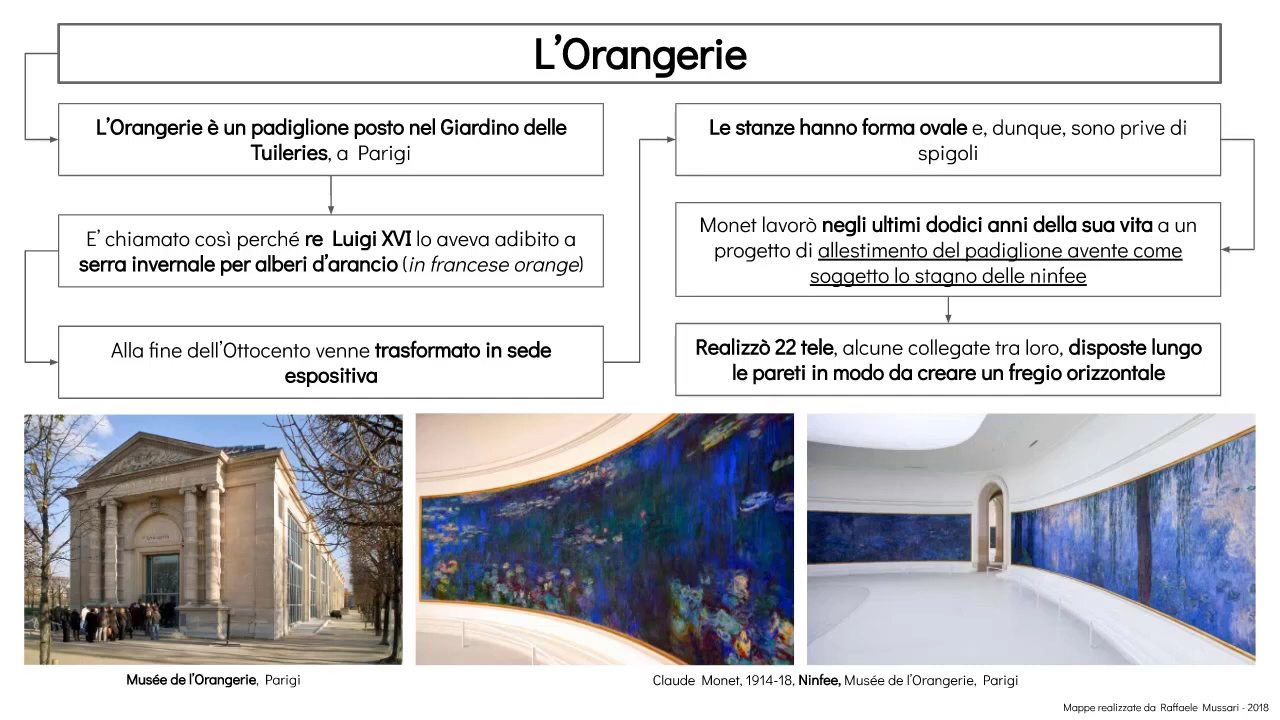 L'Orangerie
L'Orangerie è un padiglione posto nel Giardino delle
Tuileries, a Parigi
E' chiamato così perché re Luigi XVI lo aveva adibito a
serra invernale per alberi d'arancio (in francese orange)
Alla fine dell'Ottocento venne trasformato in sede
espositiva
Le stanze hanno forma ovale e, dunque, sono prive di
spigoli
Monet lavorò negli ultimi dodici anni della sua vita a un
progetto di allestimento del padiglione avente come
soggetto lo stagno delle ninfee
Realizzò 22 tele, alcune collegate tra loro, disposte lungo
le pareti in modo da creare un fregio orizzontale
Musée de l'Orangerie, Parigi
Claude Monet, 1914-18, Ninfee, Musée de l'Orangerie, Parigi
Mappe realizzate da Raffaele Mussari - 2018